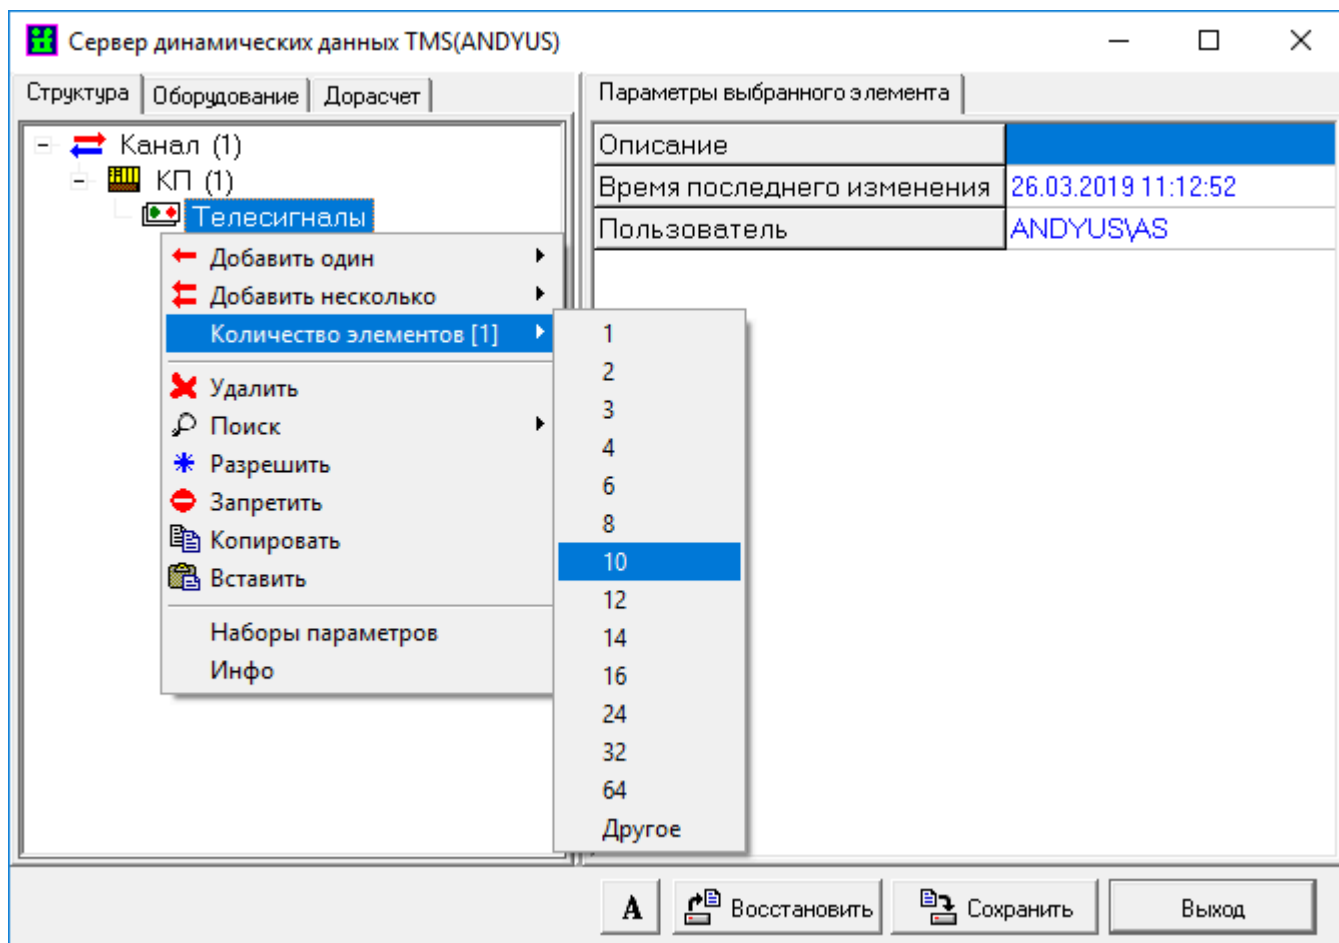 Сервер динамических данных TMS(ANDYUS)
Структура Оборудование Дорасчет
Параметры выбранного элемента
Канал (1)
КП (1)
Телесигналы
Описание
Время последнего изменения 26.03.2019 11:12:52
Пользователь ANDYUS\AS
Добавить один
Добавить несколько
Количество элементов [1]
Удалить
Поиск
Разрешить
Запретить
Копировать
Вставить
Наборы параметров
Инфо
1
2
3
4
6
8
10
12
14
16
24
32
64
Другое
A Восстановить Сохранить Выход